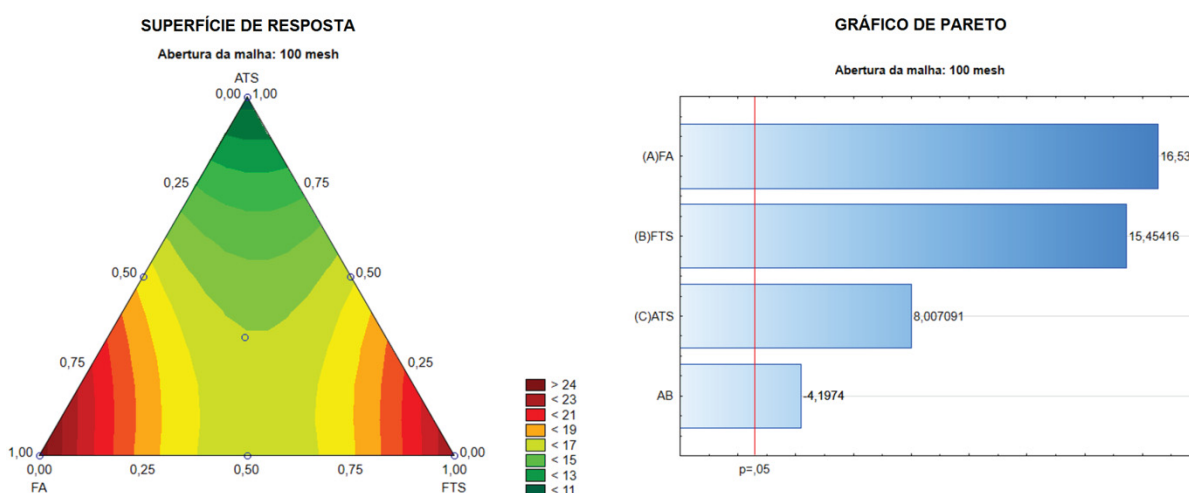 SUPERFÍCIE DE RESPOSTA
Abertura da malha: 100 mesh
ATS
0,00 1,00
0,25 0,75
0,50 0,50
0,75 0,25
1,00 0,00
0,00 0,25 0,50 0,75 1,00
FA FTS
> 24
< 23
< 21
< 19
< 17
< 15
< 13
< 11
GRÁFICO DE PARETO
Abertura da malha: 100 mesh
(A)FA 16,53
(B)FTS 15,45416
(C)ATS 8,007091
AB -4,1974
p=,05